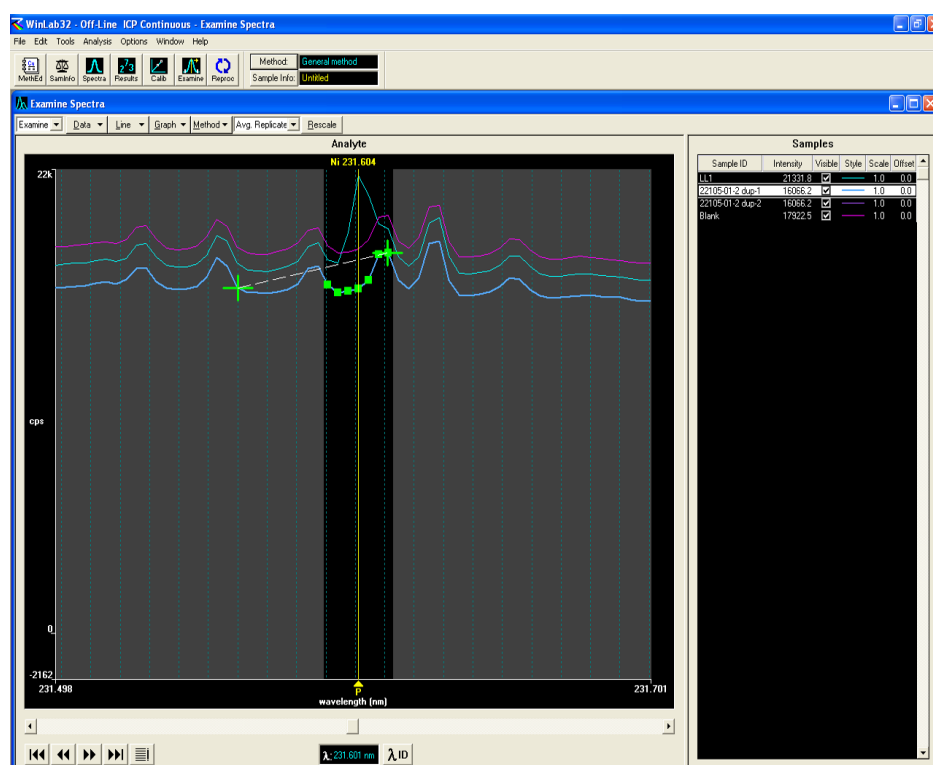 WinLab32 - Off-Line ICP Continuous - Examine Spectra
File Edit Tools Analysis Options Window Help
MethEd SamInfo Spectra Results Calib Examine Reproc
Method: General method
Sample Info: Untitled
Examine Spectra
Examine Data Line Graph Method Avg. Replicate Rescale
Analyte
Ni 231.604
22k
cps
0
-2162
231.498
P
231.701
wavelength (nm)
λ: 231.601 nm λ ID
Samples
Sample ID Intensity Visible Style Scale Offset
LL1 21331.8 1.0 0.0
22105-01-2 dup-1 16066.2 1.0 0.0
22105-01-2 dup-2 16066.2 1.0 0.0
Blank 17922.5 1.0 0.0